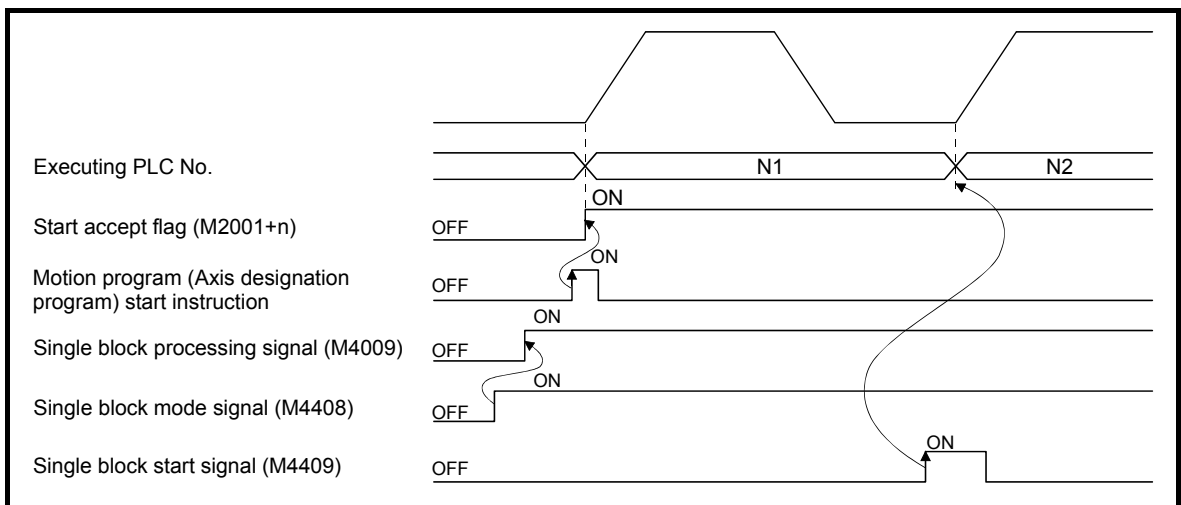 Executing PLC No.
N1
N2
ON
Start accept flag (M2001+n)
OFF
ON
Motion program (Axis designation
program) start instruction
OFF
ON
Single block processing signal (M4009)
OFF
ON
Single block mode signal (M4408)
OFF
ON
Single block start signal (M4409)
OFF